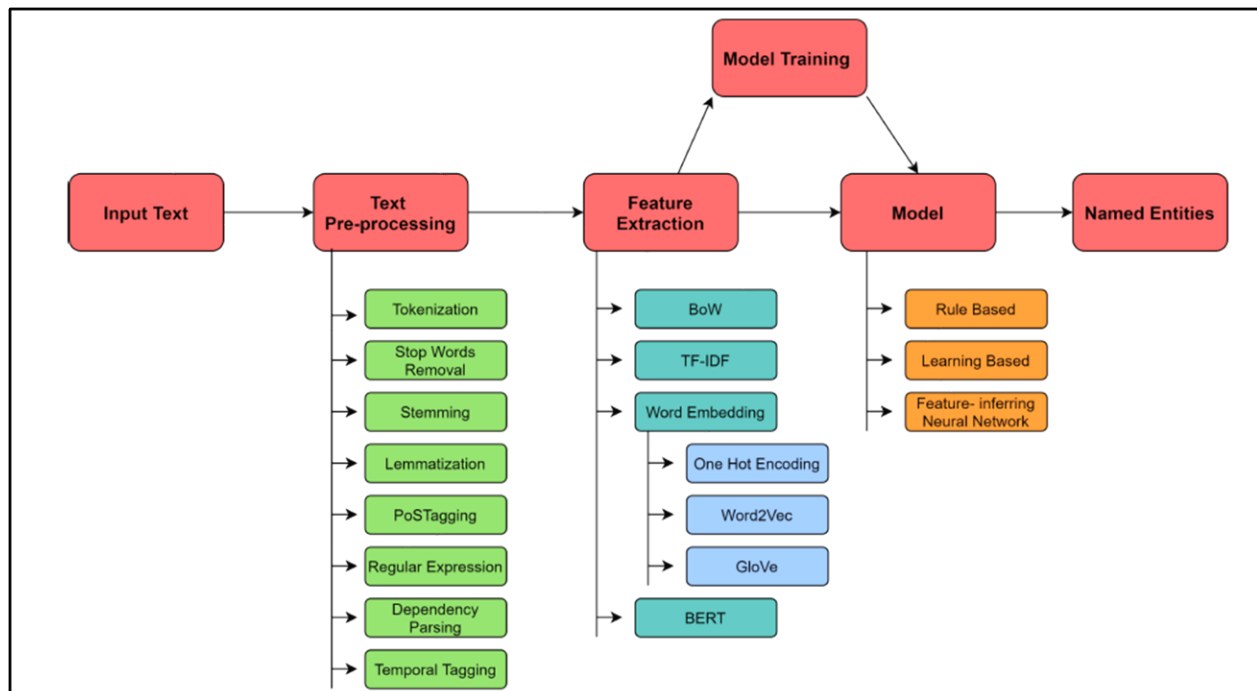 Model Training
Input Text
Text
Pre-processing
Feature
Extraction
Model
Named Entities
Tokenization
Stop Words
Removal
Stemming
Lemmatization
PoSTagging
Regular Expression
Dependency
Parsing
Temporal Tagging
BoW
TF-IDF
Word Embedding
One Hot Encoding
Word2Vec
GloVe
BERT
Rule Based
Learning Based
Feature- inferring
Neural Network